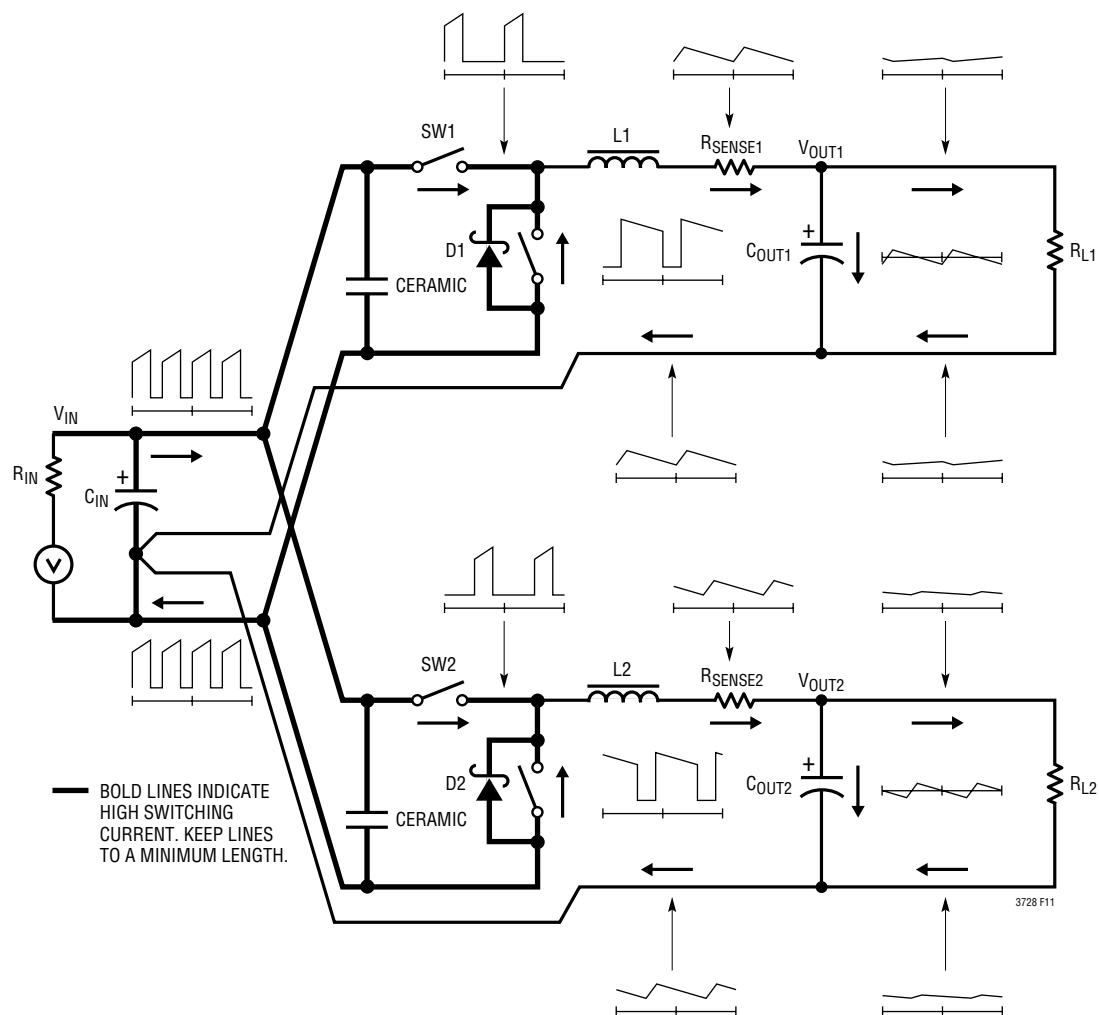 SW1
L1
RSENSE1
VOUT1
D1
CERAMIC
COUT1
+
RL1
VIN
RIN
CIN
+
V
SW2
L2
RSENSE2
VOUT2
D2
CERAMIC
COUT2
+
RL2
BOLD LINES INDICATE
HIGH SWITCHING
CURRENT. KEEP LINES
TO A MINIMUM LENGTH.
3728 F11